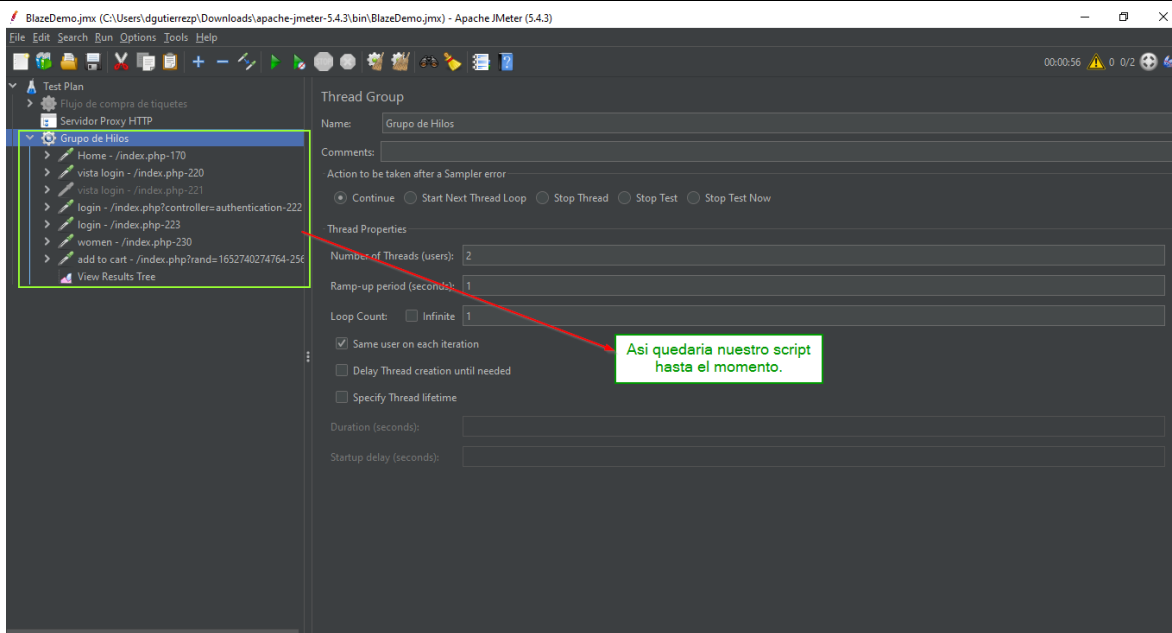 BlazeDemo.jmx (C:\Users\dgutierrezp\Downloads\apache-jmeter-5.4.3\bin\BlazeDemo.jmx) - Apache JMeter (5.4.3)
File Edit Search Run Options Tools Help
00:00:56 0 0/2
Test Plan
Flujo de compra de tiquetes
Servidor Proxy HTTP
Grupo de Hilos
Home - /index.php-170
vista login - /index.php-220
vista login - /index.php-221
login - /index.php?controller=authentication-222
login - /index.php-223
women - /index.php-230
add to cart - /index.php?rand=1652740274764-256
View Results Tree
Thread Group
Name: Grupo de Hilos
Comments:
Action to be taken after a Sampler error
Continue Start Next Thread Loop Stop Thread Stop Test Stop Test Now
Thread Properties
Number of Threads (users): 2
Ramp-up period (seconds): 1
Loop Count: Infinite 1
Same user on each iteration
Delay Thread creation until needed
Specify Thread lifetime
Duration (seconds):
Startup delay (seconds):
Asi quedaria nuestro script
hasta el momento.